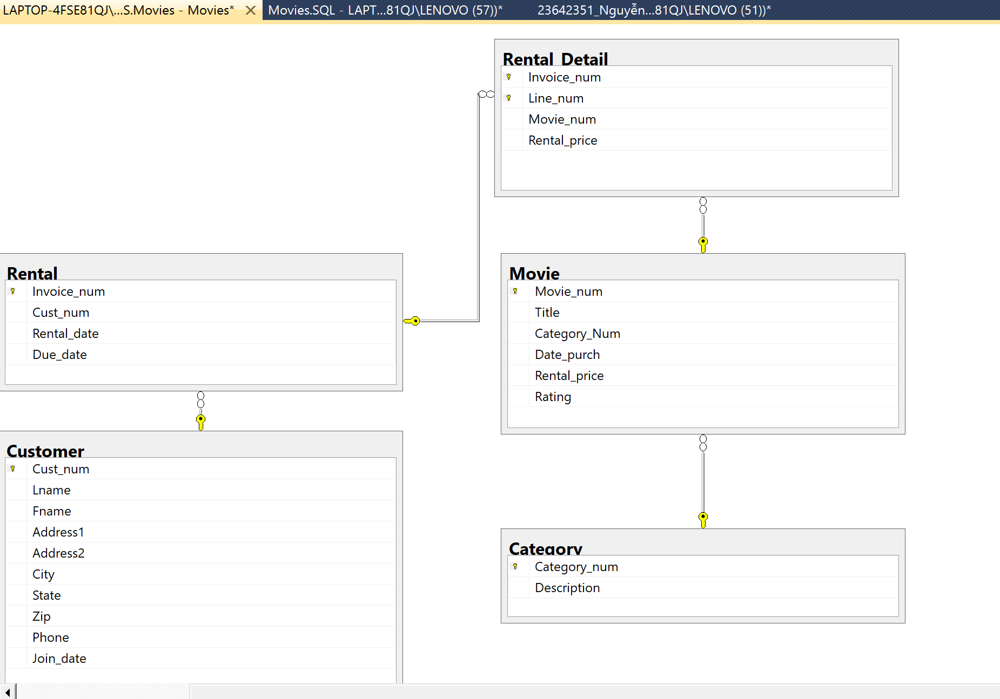 LAPTOP-4FSE81QJ\...S.Movies - Movies*
Movies.SQL - LAPT...81QJ\LENOVO (57))*
23642351_Nguyễn...81QJ\LENOVO (51))*
Rental_Detail
Invoice_num
Line_num
Movie_num
Rental_price
Rental
Invoice_num
Cust_num
Rental_date
Due_date
Movie
Movie_num
Title
Category_Num
Date_purch
Rental_price
Rating
Customer
Cust_num
Lname
Fname
Address1
Address2
City
State
Zip
Phone
Join_date
Category
Category_num
Description